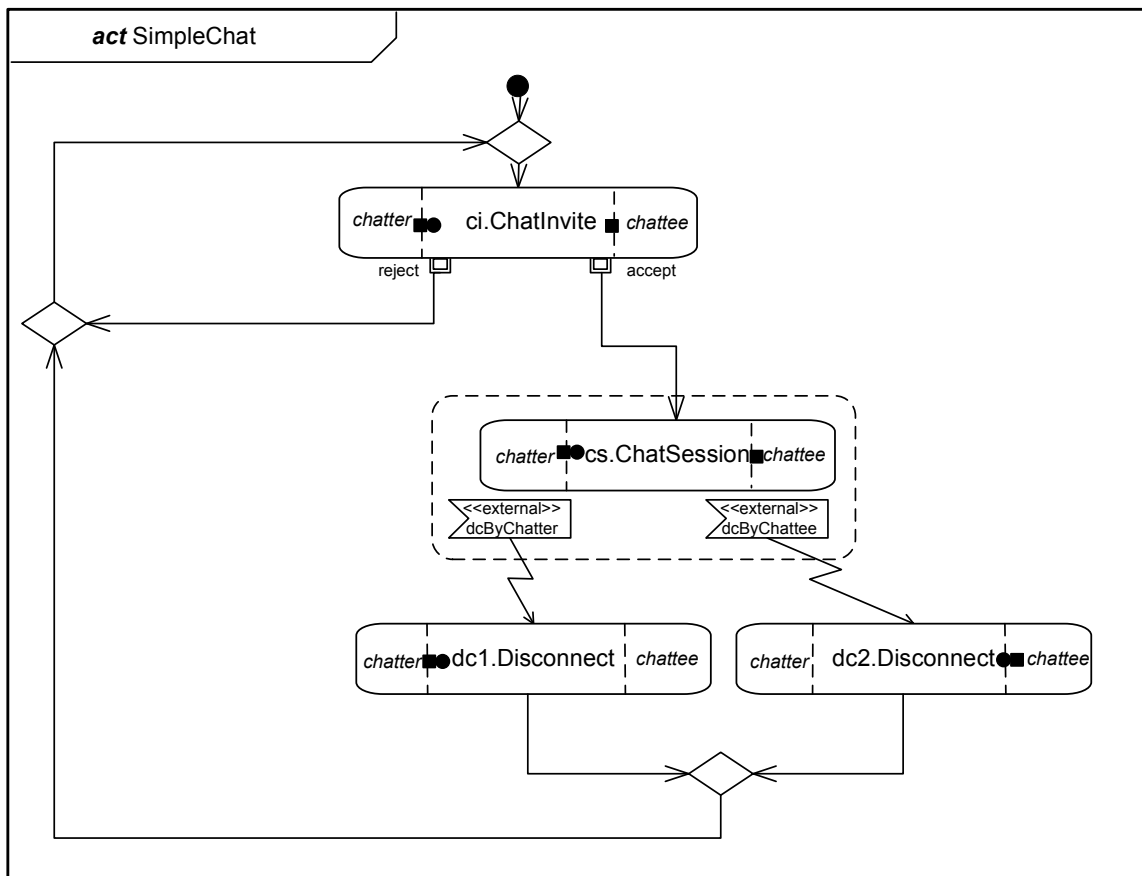 act SimpleChat
chatter ci.ChatInvite chattee
reject accept
chatter cs.ChatSession chattee
<<external>> <<external>>
dcByChatter dcByChattee
chatter dc1.Disconnect chattee chatter dc2.Disconnect chattee